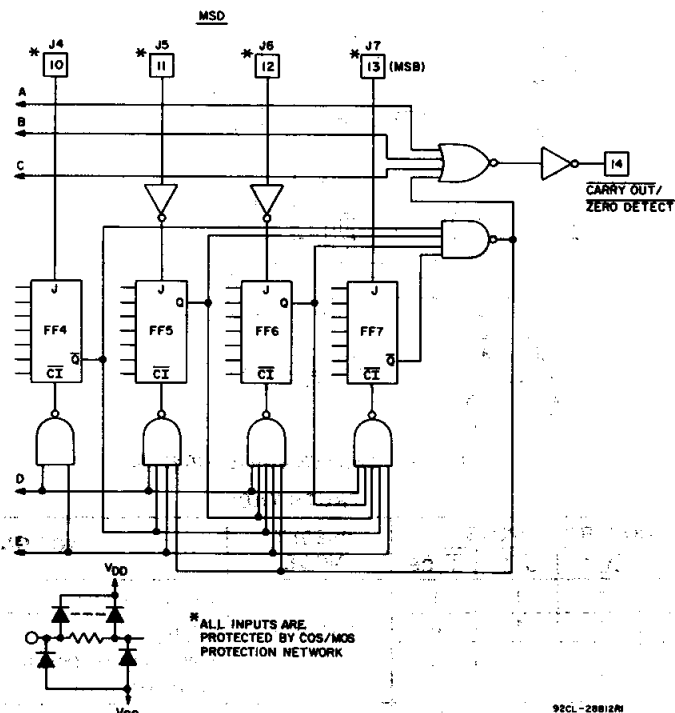 MSD
* J4 * J5 * J6 * J7
10 11 12 13 (MSB)
A
B
C
14
CARRY OUT/
ZERO DETECT
J J J J
Q Q
FF4 FF5 FF6 FF7
Q Q
CI CI CI CI
D
E
VDD
*ALL INPUTS ARE
PROTECTED BY COS/MOS
PROTECTION NETWORK
92CL-28812RI